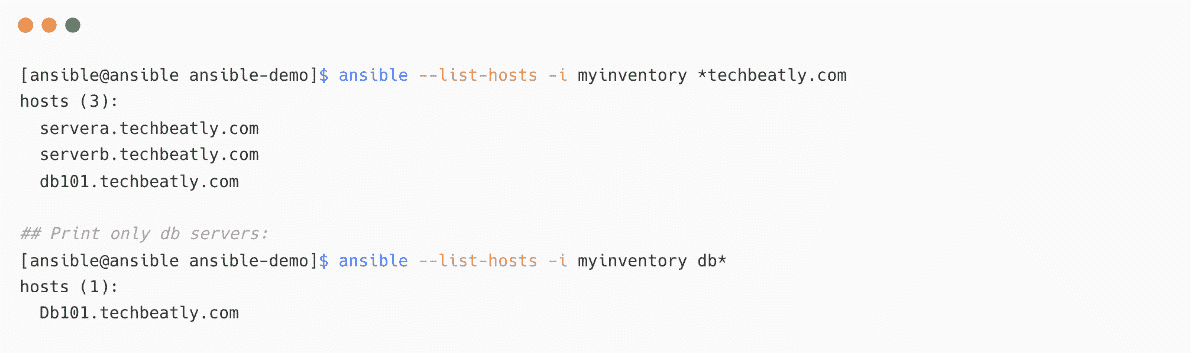 [ansible@ansible ansible-demo]$ ansible --list-hosts -i myinventory *techbeatly.com
hosts (3):
  servera.techbeatly.com
  serverb.techbeatly.com
  db101.techbeatly.com

## Print only db servers:
[ansible@ansible ansible-demo]$ ansible --list-hosts -i myinventory db*
hosts (1):
  Db101.techbeatly.com